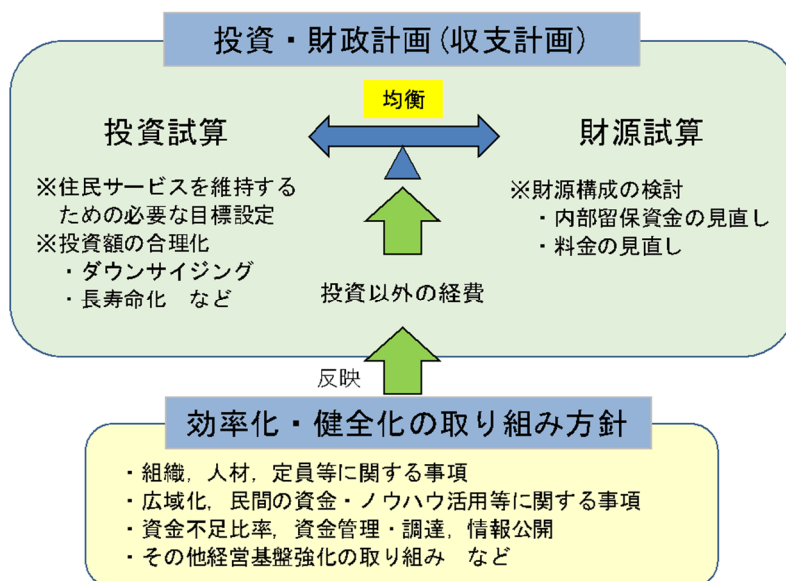 投資・財政計画(収支計画)
均衡
投資試算
財源試算
※住民サービスを維持する
ための必要な目標設定
※投資額の合理化
・ダウンサイジング
・長寿命化　など
※財源構成の検討
・内部留保資金の見直し
・料金の見直し
投資以外の経費
反映
効率化・健全化の取り組み方針
・組織，人材，定員等に関する事項
・広域化，民間の資金・ノウハウ活用等に関する事項
・資金不足比率，資金管理・調達，情報公開
・その他経営基盤強化の取り組み　など